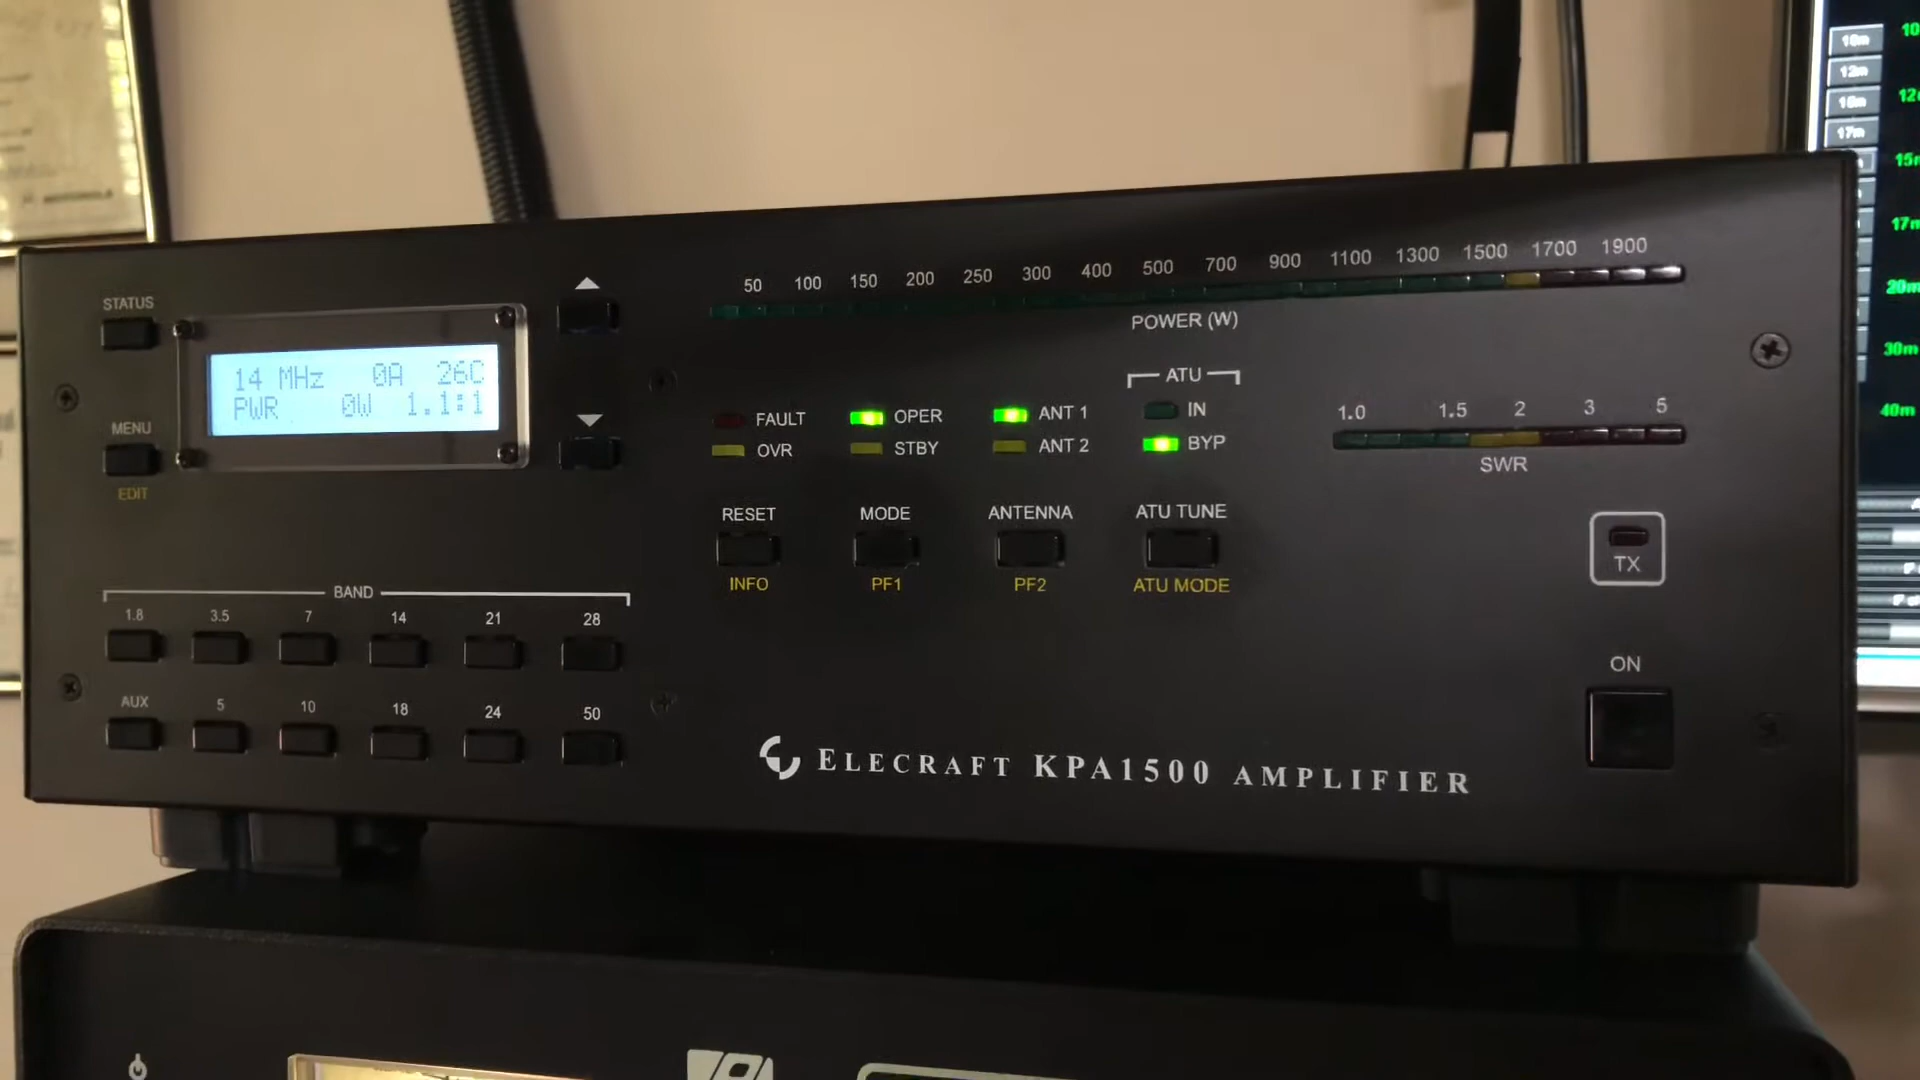 MOTOROLA
10m
12m
17m
15m
17m
20m
30m
40m
STATUS
14 MHz 0A 26C
PWR 0W 1.1:1
MENU
EDIT
50 100 150 200 250 300 400 500 700 900 1100 1300 1500 1700 1900
POWER (W)
FAULT OPER ANT 1
OVR STBY ANT 2
ATU
IN
BYP
1.0 1.5 2 3 5
SWR
RESET MODE ANTENNA ATU TUNE
INFO PF1 PF2 ATU MODE
TX
ON
BAND
1.8 3.5 7 14 21 28
AUX 5 10 18 24 50
ELECRAFT KPA1500 AMPLIFIER